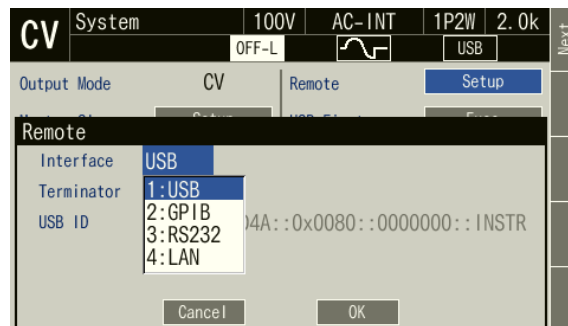 CV System 100V AC-INT 1P2W 2.0k
OFF-L USB
Next
Output Mode CV Remote Setup
Remote
Interface USB
Terminator 1:USB
2:GPIB
USB ID 04A::0x0080::0000000::INSTR
3:RS232
4:LAN
Cancel OK